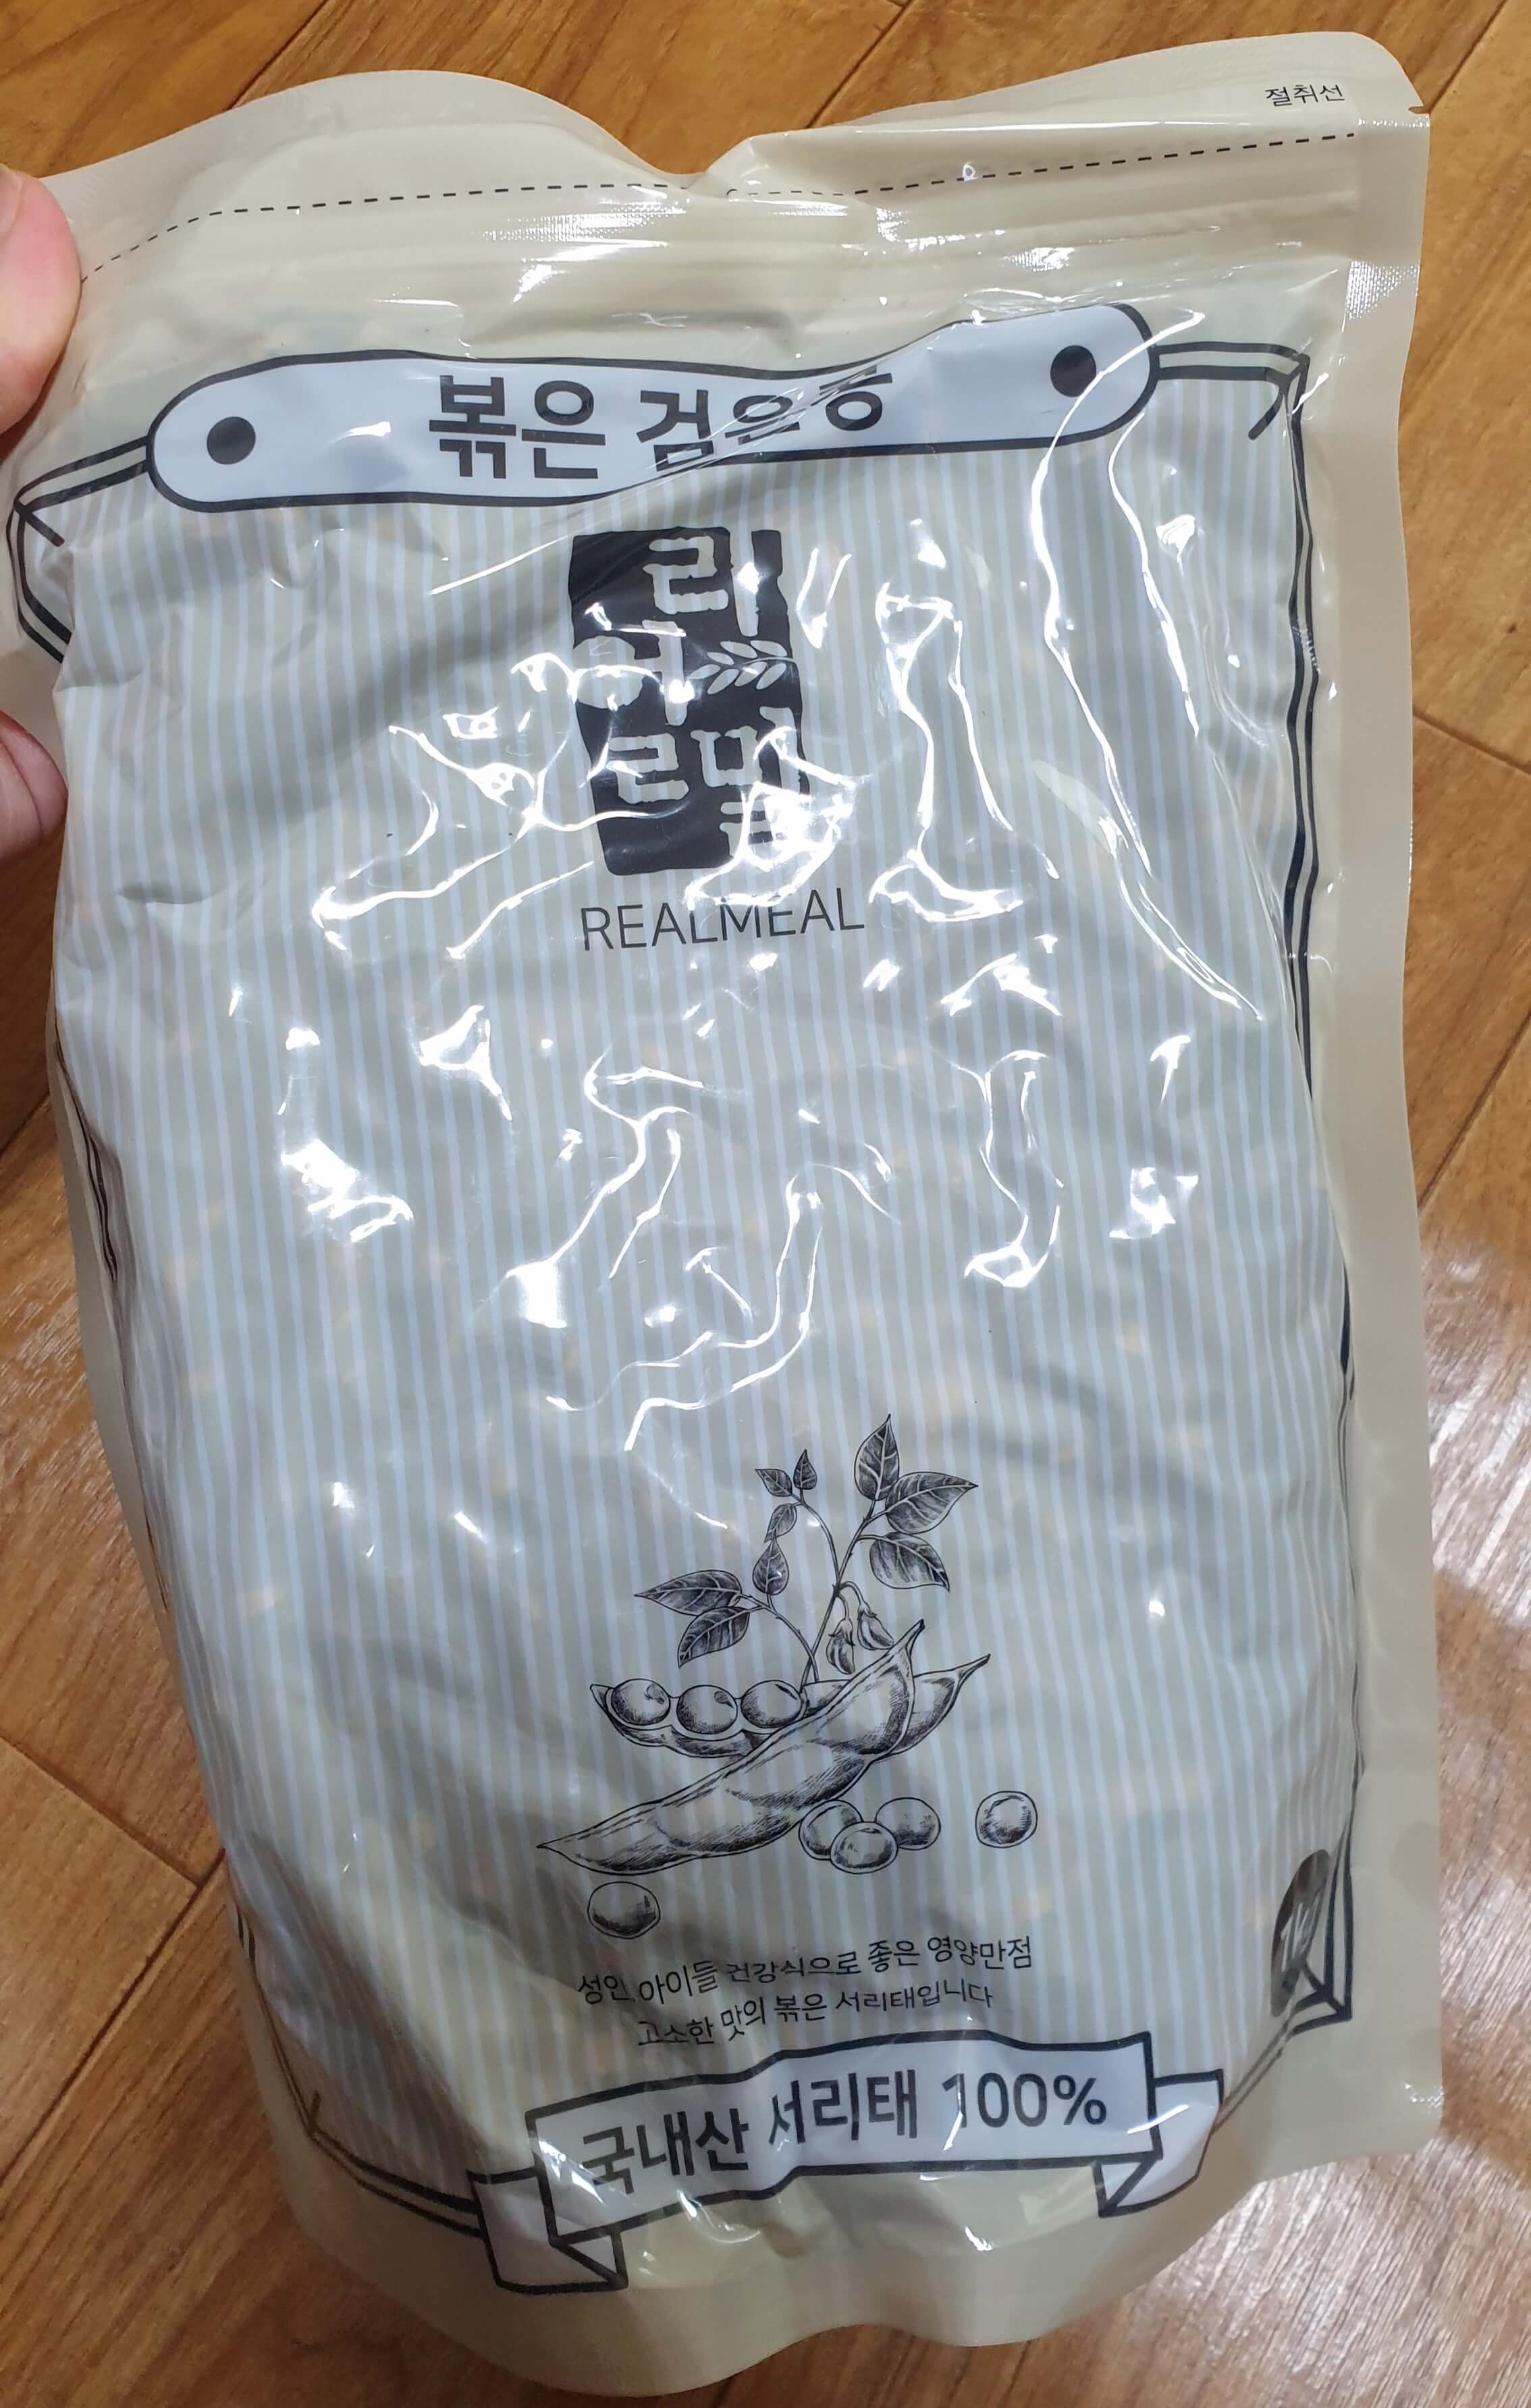 절취선
볶은 검은
리
얼
밀
REALMEAL
성인, 아이들 건강식으로 좋은 영양만점
고소한 맛의 볶은 서리태입니다
국내산 서리태 100%